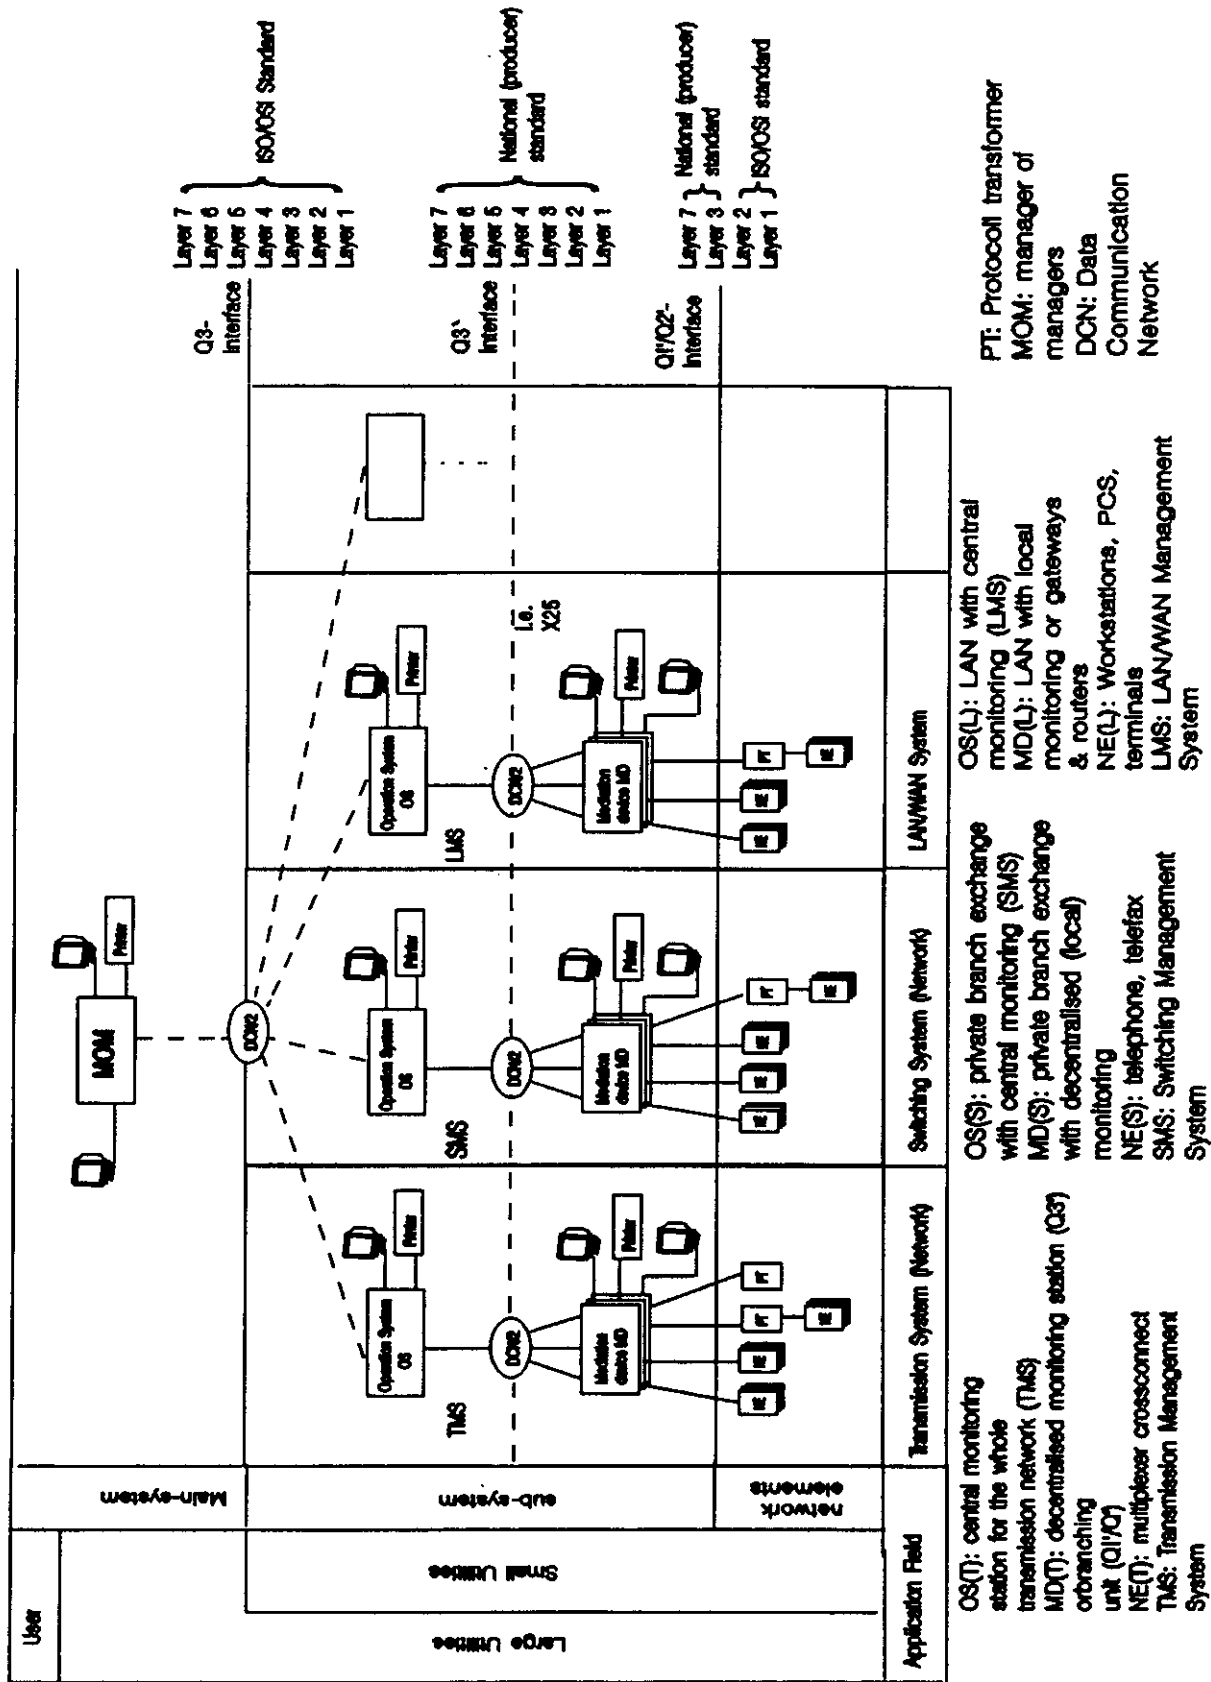 User
Large Utilities
Small Utilities
Main-system
sub-system
network
elements
Application Field
MOM
Printer
DCN2
Q3-
Interface
Layer 7
Layer 6
Layer 5
Layer 4
Layer 3
Layer 2
Layer 1
ISO/OSI Standard
Operation System
OS
Printer
TMS
Operation System
OS
Printer
SMS
Operation System
OS
Printer
LMS
DCN2
DCN2
DCN2
i.e.
X25
Q3`
Interface
Layer 7
Layer 6
Layer 5
Layer 4
Layer 3
Layer 2
Layer 1
National (producer)
standard
Mediation
device MD
Printer
Mediation
device MD
Printer
Mediation
device MD
Printer
QI'/Q2'-
Interface
Layer 7
Layer 3
Layer 2
Layer 1
National (producer)
standard
ISO/OSI standard
NE
NE
PT
NE
PT
NE
NE
NE
PT
NE
NE
NE
PT
NE
Transmission System (Network)
Switching System (Network)
LAN/WAN System
OS(T): central monitoring
station for the whole
transmission network (TMS)
MD(T): decentralised monitoring station (Q3')
orbranching
unit (QI'/Q')
NE(T): multiplexer crossconnect
TMS: Transmission Management
System
OS(S): private branch exchange
with central monitoring (SMS)
MD(S): private branch exchange
with decentralised (local)
monitoring
NE(S): telephone, telefax
SMS: Switching Management
System
OS(L): LAN with central
monitoring (LMS)
MD(L): LAN with local
monitoring or gateways
& routers
NE(L): Workstations, PCS,
terminals
LMS: LAN/WAN Management
System
PT: Protocoll transformer
MOM: manager of
managers
DCN: Data
Communication
Network